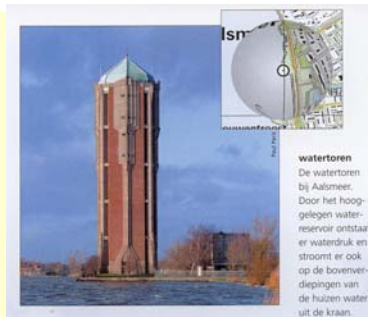 watertoren
De watertoren
bij Aalsmeer.
Door het hoog-
gelegen water-
reservoir ontstaat
er waterdruk en
stroomt er ook
op de bovenver-
diepingen van
de huizen water
uit de kraan.